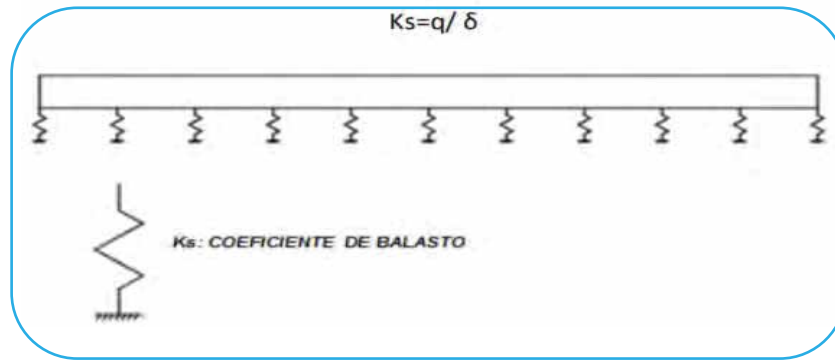 Ks=q/ δ
Ks: COEFICIENTE DE BALASTO